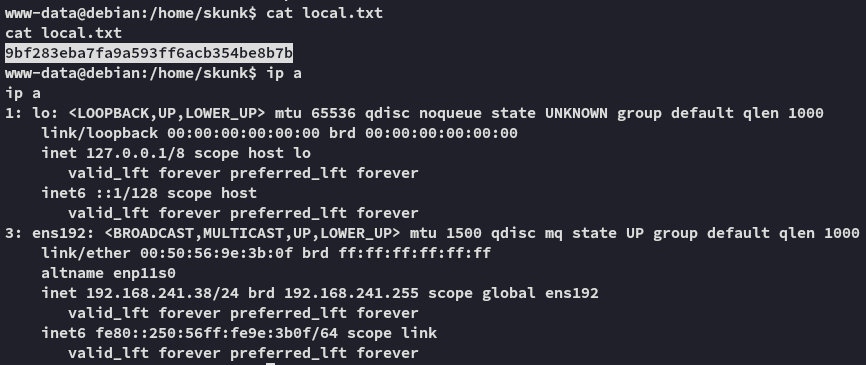 www-data@debian:/home/skunk$ cat local.txt
cat local.txt
9bf283eba7fa9a593ff6acb354be8b7b
www-data@debian:/home/skunk$ ip a
ip a
1: lo: <LOOPBACK,UP,LOWER_UP> mtu 65536 qdisc noqueue state UNKNOWN group default qlen 1000
    link/loopback 00:00:00:00:00:00 brd 00:00:00:00:00:00
    inet 127.0.0.1/8 scope host lo
       valid_lft forever preferred_lft forever
    inet6 ::1/128 scope host
       valid_lft forever preferred_lft forever
3: ens192: <BROADCAST,MULTICAST,UP,LOWER_UP> mtu 1500 qdisc mq state UP group default qlen 1000
    link/ether 00:50:56:9e:3b:0f brd ff:ff:ff:ff:ff:ff
    altname enp11s0
    inet 192.168.241.38/24 brd 192.168.241.255 scope global ens192
       valid_lft forever preferred_lft forever
    inet6 fe80::250:56ff:fe9e:3b0f/64 scope link
       valid_lft forever preferred_lft forever